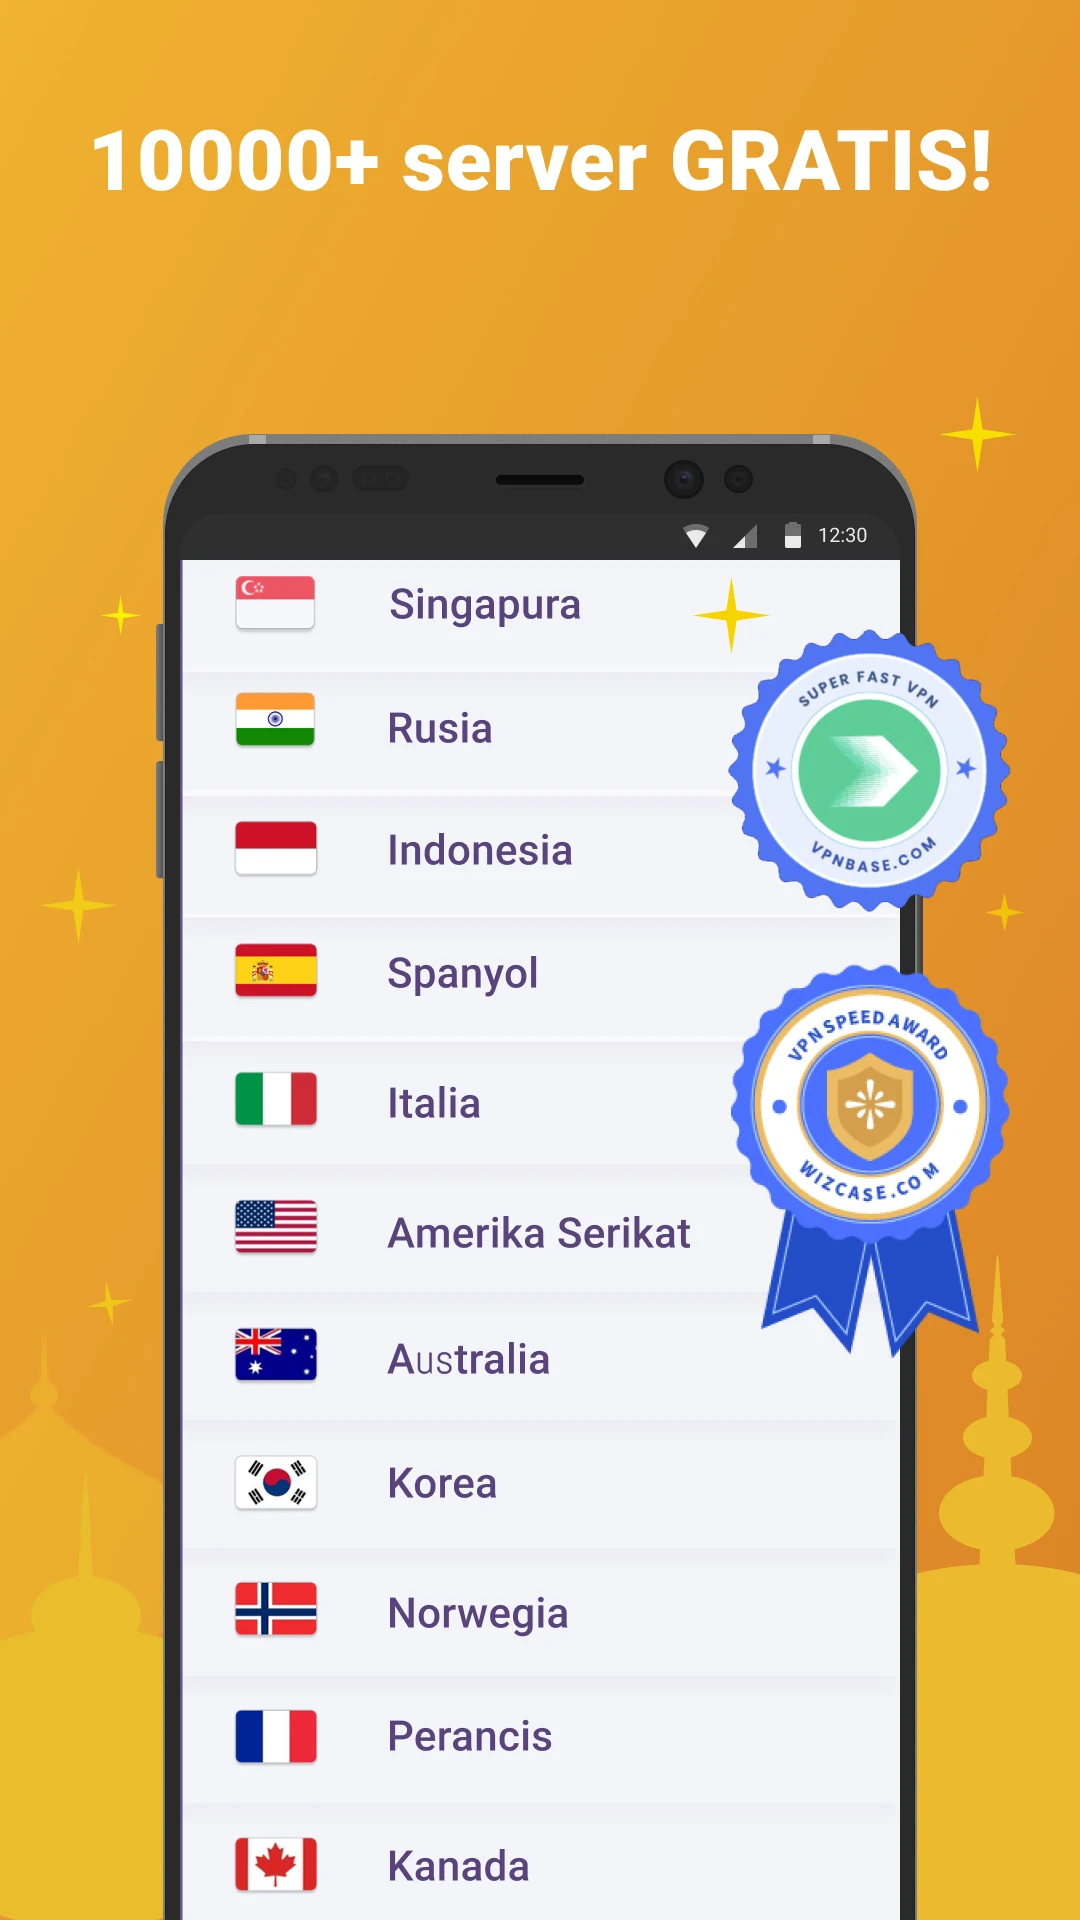 10000+ server GRATIS!
12:30
Singapura
SUPER FAST VPN
VPNBASE.COM
Rusia
Indonesia
Spanyol
VPN SPEED AWARD
WIZCASE.COM
Italia
Amerika Serikat
Australia
Korea
Norwegia
Perancis
Kanada